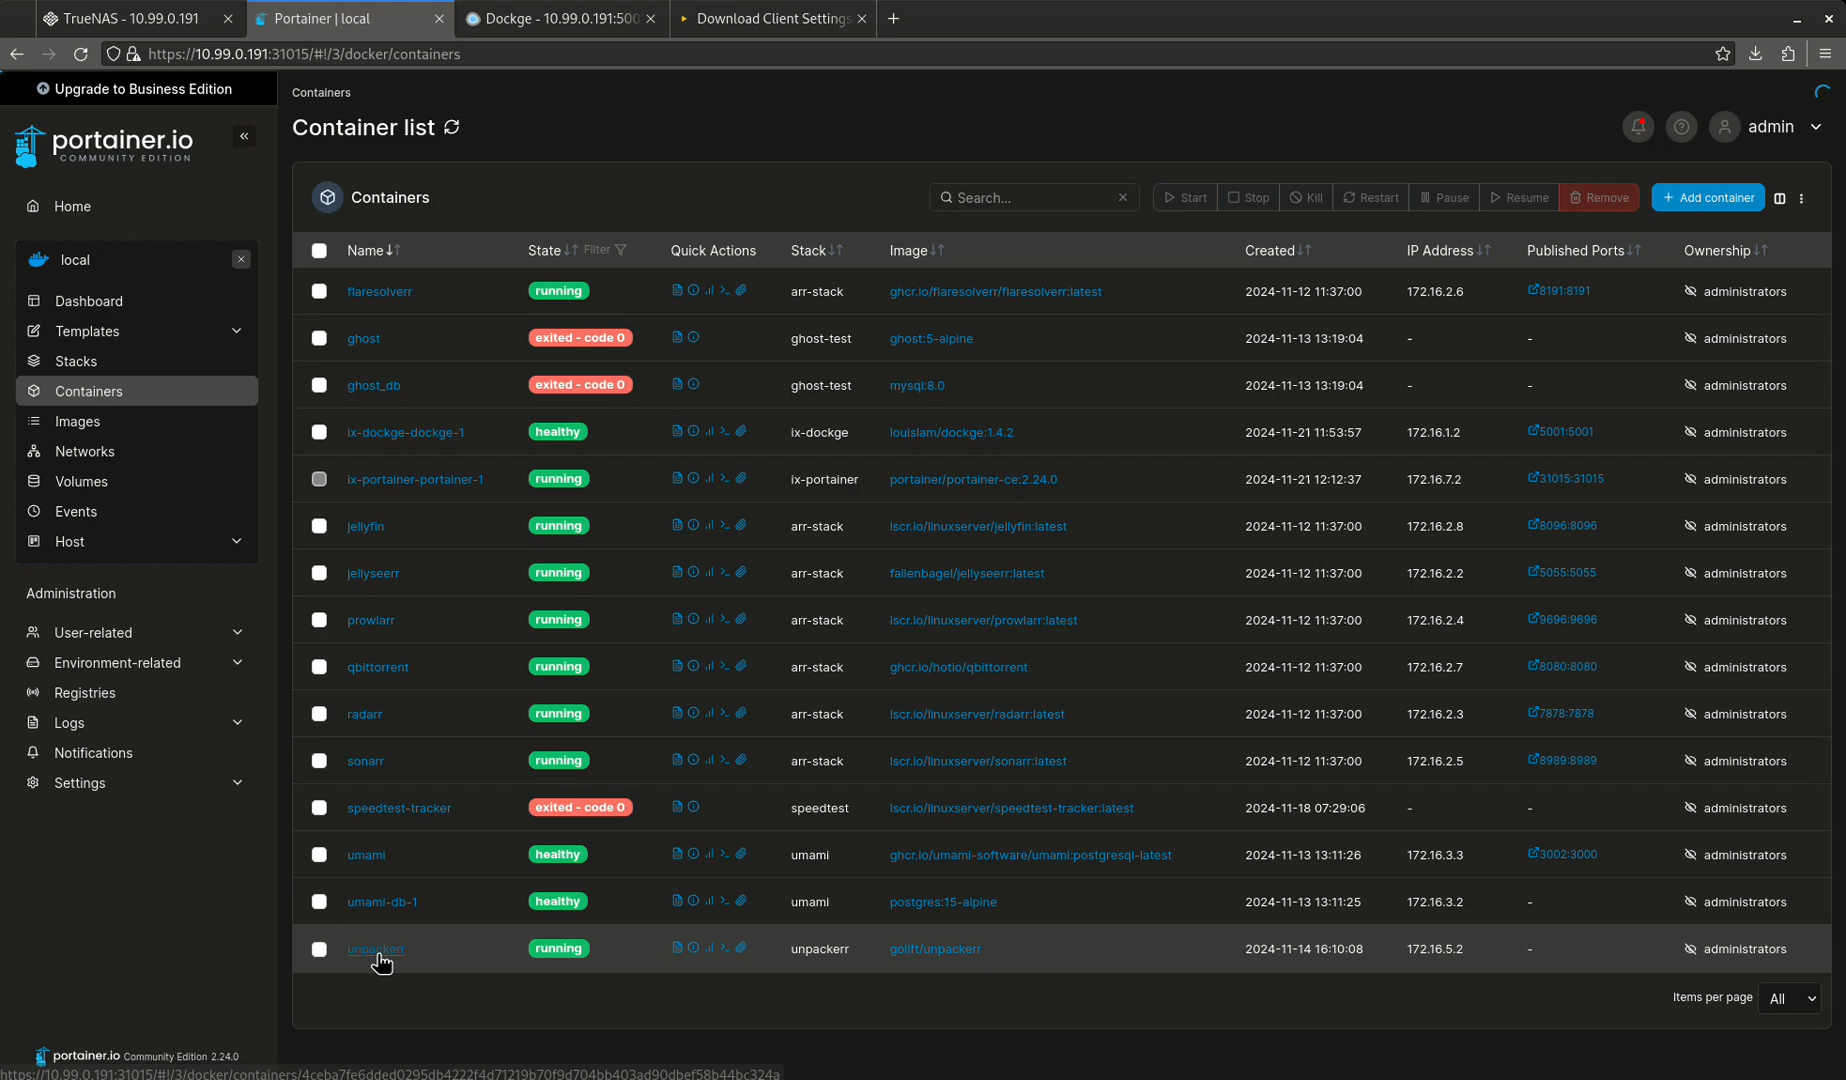 TrueNAS - 10.99.0.191
Portainer | local
Dockge - 10.99.0.191:500
Download Client Settings
https://10.99.0.191:31015/#!/3/docker/containers
Upgrade to Business Edition
portainer.io
COMMUNITY EDITION
Home
local
Dashboard
Templates
Stacks
Containers
Images
Networks
Volumes
Events
Host
Administration
User-related
Environment-related
Registries
Logs
Notifications
Settings
portainer.io Community Edition 2.24.0
Containers
Container list
admin
Containers
Search...
Start Stop Kill Restart Pause Resume Remove
+ Add container
Name State Filter Quick Actions Stack Image Created IP Address Published Ports Ownership
flaresolverr running arr-stack ghcr.io/flaresolverr/flaresolverr:latest 2024-11-12 11:37:00 172.16.2.6 8191:8191 administrators
ghost exited - code 0 ghost-test ghost:5-alpine 2024-11-13 13:19:04 - - administrators
ghost_db exited - code 0 ghost-test mysql:8.0 2024-11-13 13:19:04 - - administrators
ix-dockge-dockge-1 healthy ix-dockge louislam/dockge:1.4.2 2024-11-21 11:53:57 172.16.1.2 5001:5001 administrators
ix-portainer-portainer-1 running ix-portainer portainer/portainer-ce:2.24.0 2024-11-21 12:12:37 172.16.7.2 31015:31015 administrators
jellyfin running arr-stack lscr.io/linuxserver/jellyfin:latest 2024-11-12 11:37:00 172.16.2.8 8096:8096 administrators
jellyseerr running arr-stack fallenbagel/jellyseerr:latest 2024-11-12 11:37:00 172.16.2.2 5055:5055 administrators
prowlarr running arr-stack lscr.io/linuxserver/prowlarr:latest 2024-11-12 11:37:00 172.16.2.4 9696:9696 administrators
qbittorrent running arr-stack ghcr.io/hotio/qbittorrent 2024-11-12 11:37:00 172.16.2.7 8080:8080 administrators
radarr running arr-stack lscr.io/linuxserver/radarr:latest 2024-11-12 11:37:00 172.16.2.3 7878:7878 administrators
sonarr running arr-stack lscr.io/linuxserver/sonarr:latest 2024-11-12 11:37:00 172.16.2.5 8989:8989 administrators
speedtest-tracker exited - code 0 speedtest lscr.io/linuxserver/speedtest-tracker:latest 2024-11-18 07:29:06 - - administrators
umami healthy umami ghcr.io/umami-software/umami:postgresql-latest 2024-11-13 13:11:26 172.16.3.3 3002:3000 administrators
umami-db-1 healthy umami postgres:15-alpine 2024-11-13 13:11:25 172.16.3.2 - administrators
unpackerr running unpackerr golift/unpackerr 2024-11-14 16:10:08 172.16.5.2 - administrators
Items per page All
https://10.99.0.191:31015/#!/3/docker/containers/4ceba7fe6dded0295db4222f4d71219b70f9d704bb403ad90dbef58b44bc324a